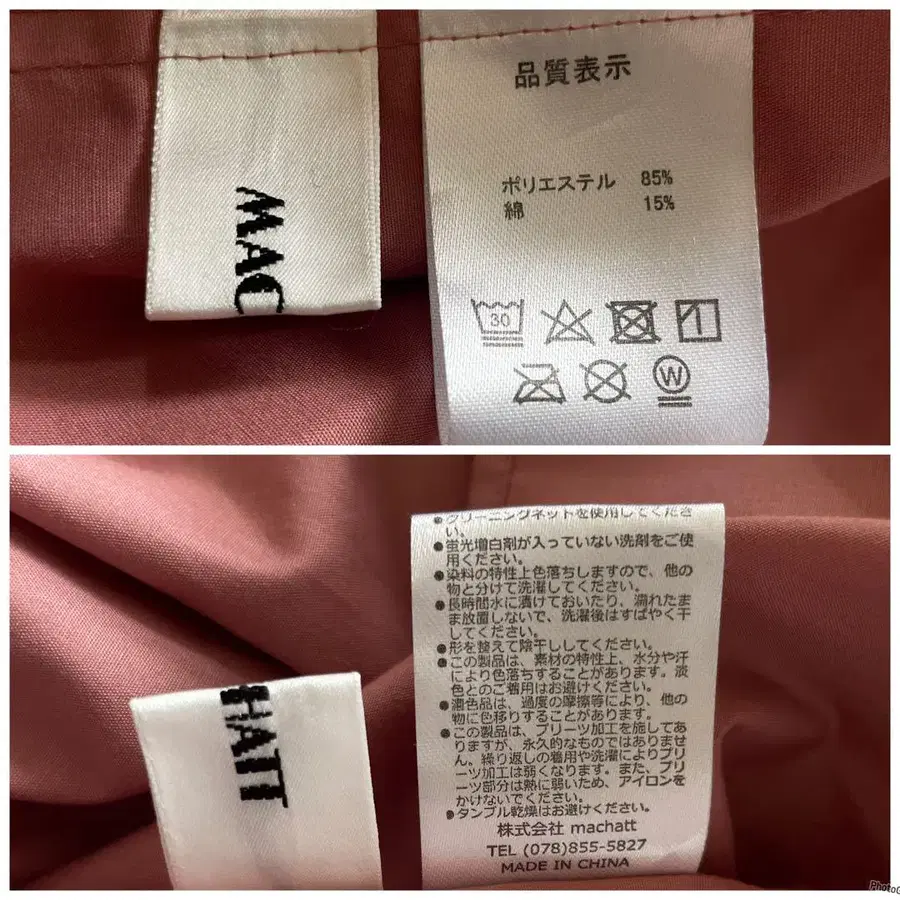 MAC
品質表示
ポリエステル 85%
綿 15%
30
W
HATT
●クリーニングネットを使用してくださ
い。
●蛍光増白剤が入っていない洗剤をご使
用ください。
●染料の特性上色落ちしますので、他の
物と分けて洗濯してください。
●長時間水に漬けておいたり、濡れたま
ま放置しないで、洗濯後はすばやく干
してください。
●形を整えて陰干ししてください。
●この製品は、素材の特性上、水分や汗
により色落ちすることがあります。淡
色とのご着用はお避けください。
●濃色品は、過度の摩擦等により、他の
物に色移りすることがあります。
●この製品は、プリーツ加工を施してあ
りますが、永久的なものではありませ
ん。繰り返しの着用や洗濯によりプリ
ーツ加工は弱くなります。また、プリ
ーツ部分は熱に弱いため、アイロンを
かけないでください。
●タンブル乾燥はお避けください。
株式会社 machatt
TEL (078)855-5827
MADE IN CHINA